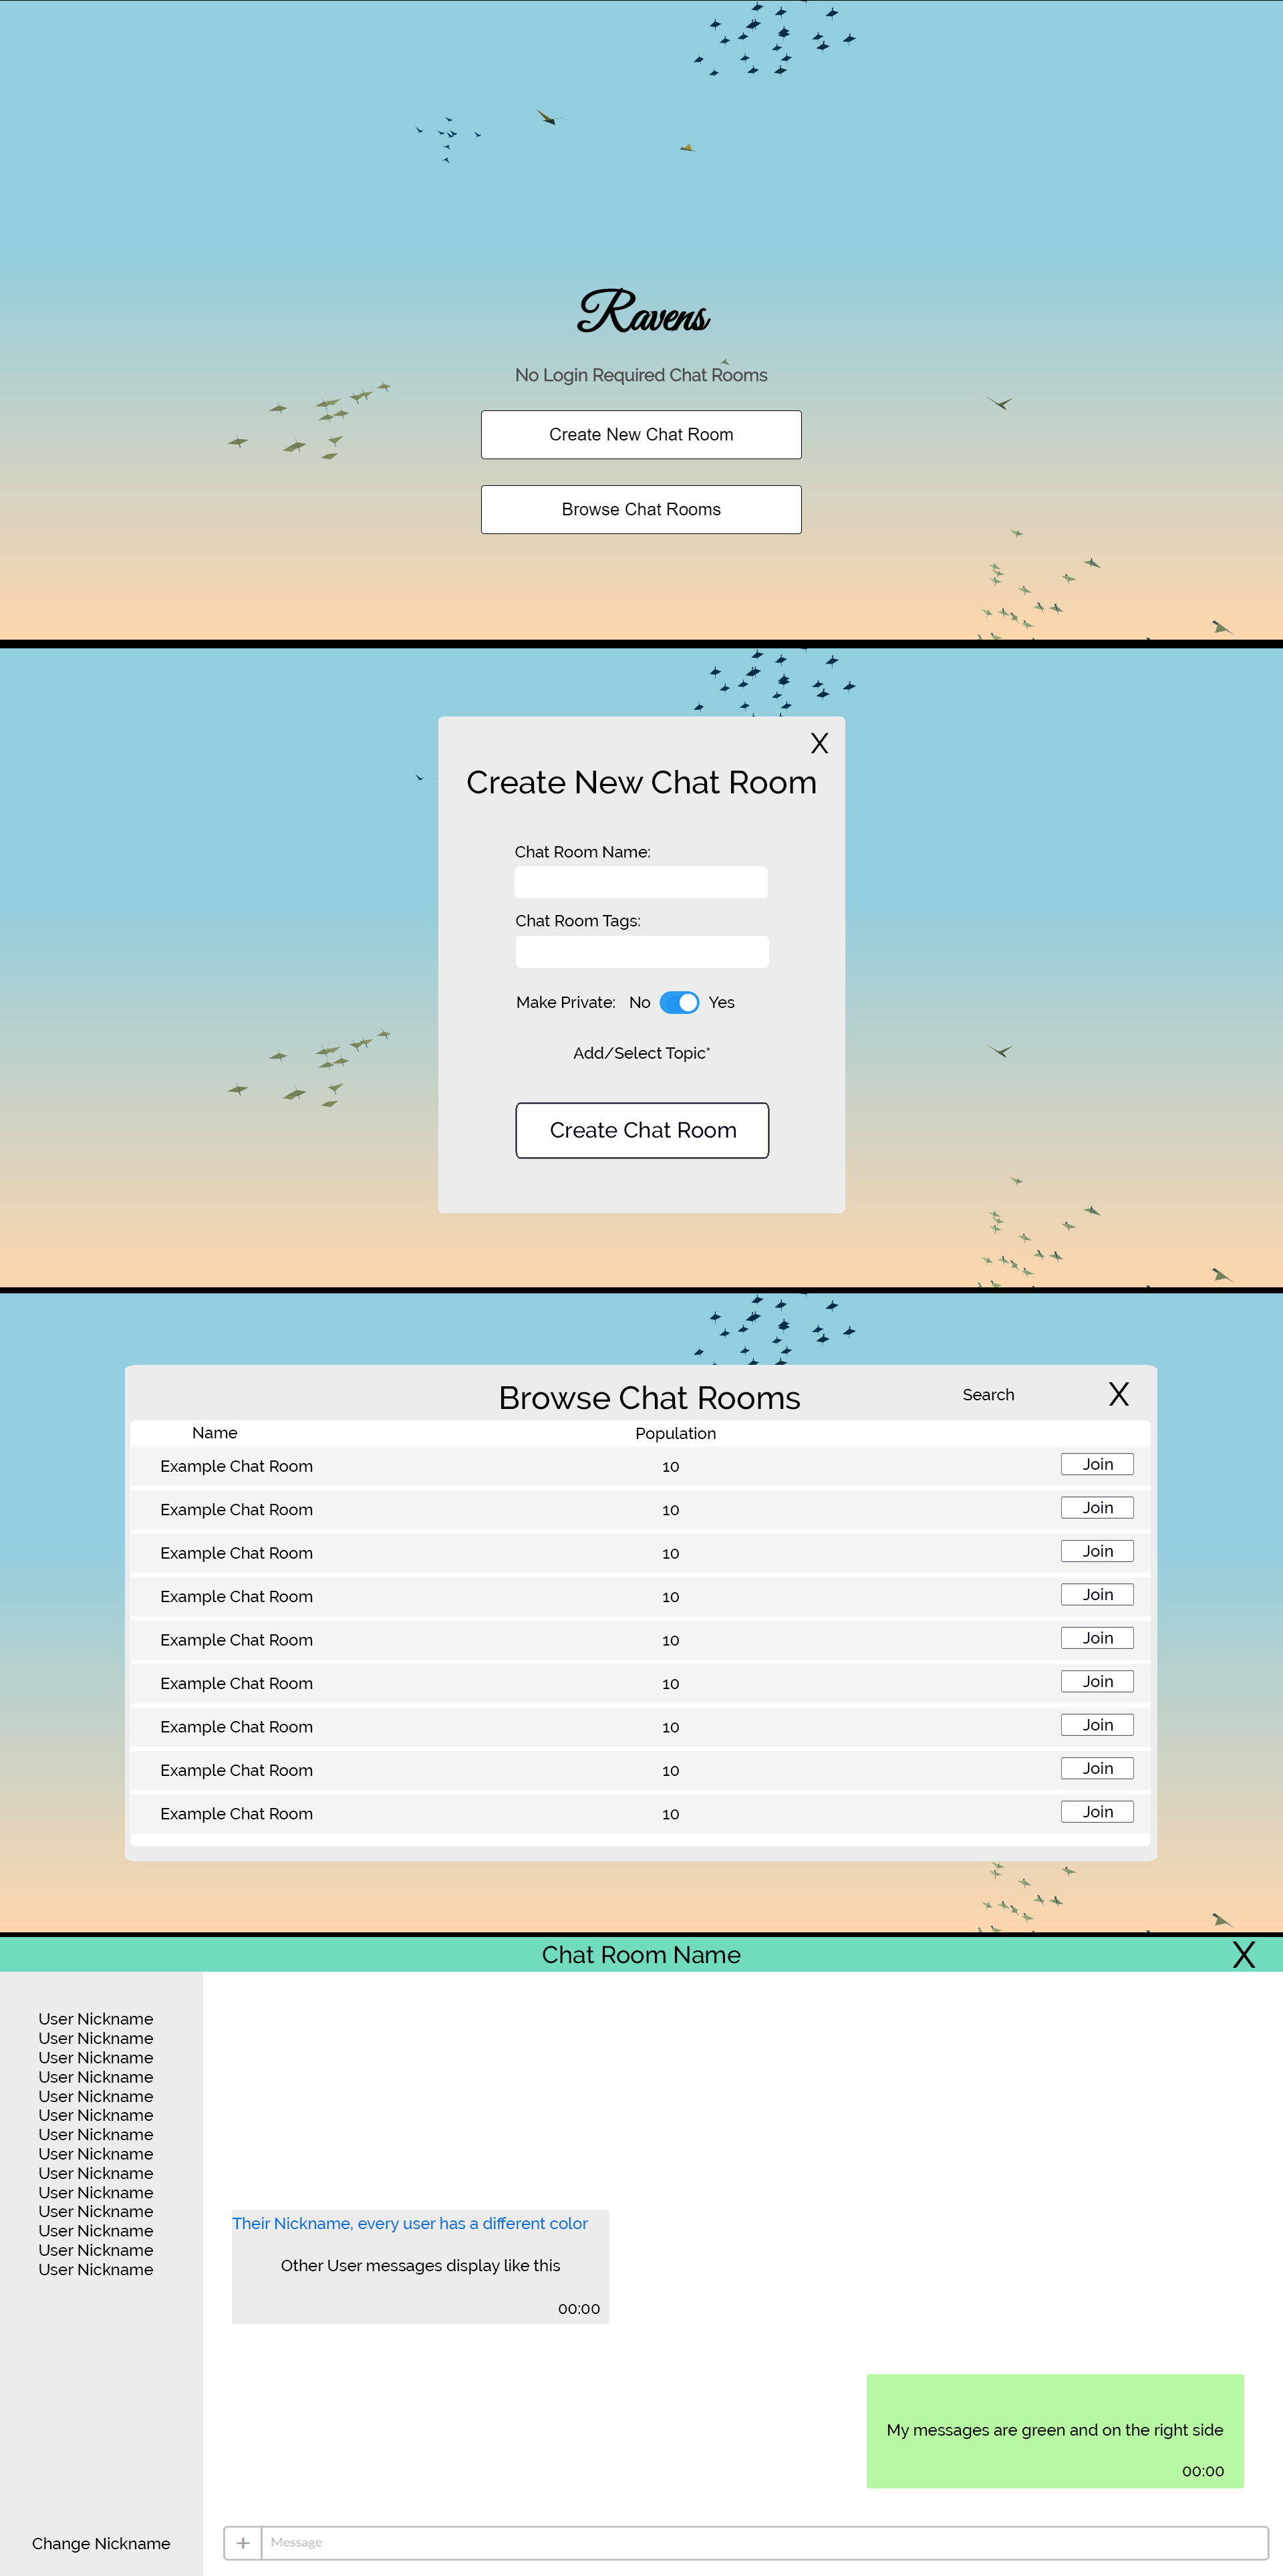 Ravens
No Login Required Chat Rooms
Create New Chat Room
Browse Chat Rooms
X
Create New Chat Room
Chat Room Name:
Chat Room Tags:
Make Private: No Yes
Add/Select Topic*
Create Chat Room
Browse Chat Rooms Search X
Name Population
Example Chat Room 10 Join
Example Chat Room 10 Join
Example Chat Room 10 Join
Example Chat Room 10 Join
Example Chat Room 10 Join
Example Chat Room 10 Join
Example Chat Room 10 Join
Example Chat Room 10 Join
Example Chat Room 10 Join
Chat Room Name X
User Nickname
User Nickname
User Nickname
User Nickname
User Nickname
User Nickname
User Nickname
User Nickname
User Nickname
User Nickname
User Nickname
User Nickname
User Nickname
User Nickname
Their Nickname, every user has a different color
Other User messages display like this
00:00
My messages are green and on the right side
00:00
Change Nickname
+ Message